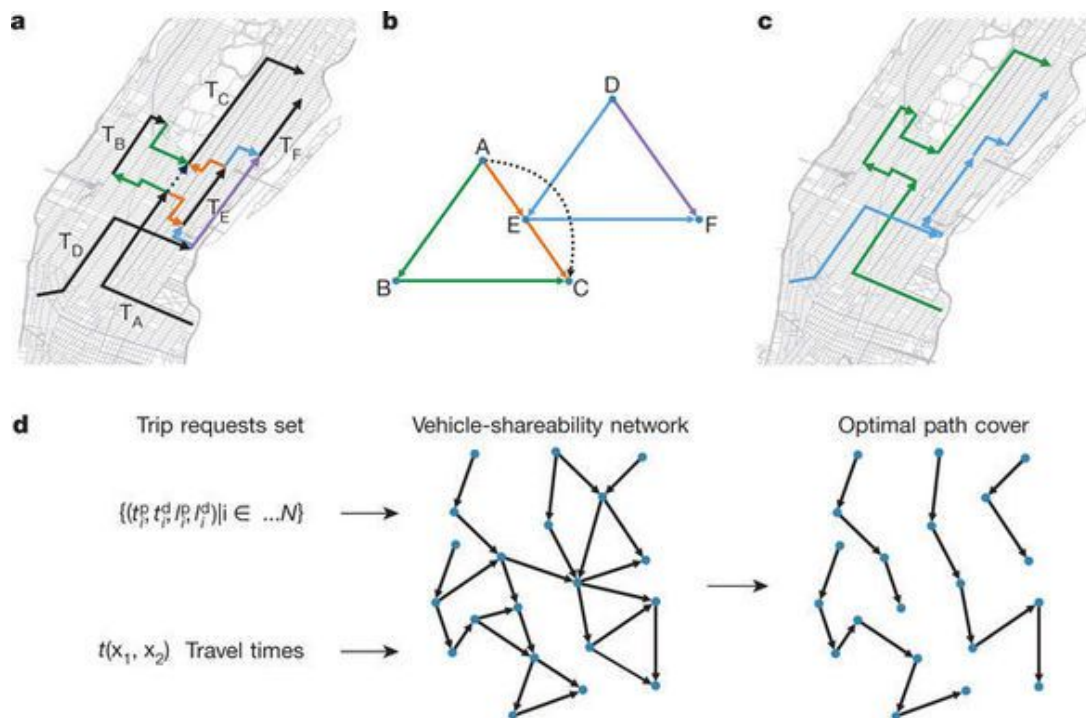 a
b
c
T_C
T_B
T_F
T_E
T_D
T_A
D
A
E
F
B
C
d
Trip requests set
Vehicle-shareability network
Optimal path cover
{(t_i^p, t_i^d, l_i^p, l_i^d)|i ∈ ...N}
t(x_1, x_2) Travel times